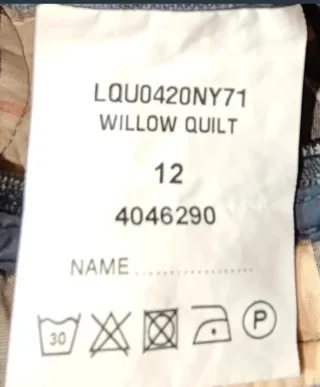 LQU0420NY71
WILLOW QUILT
12
4046290
NAME....................
30 P